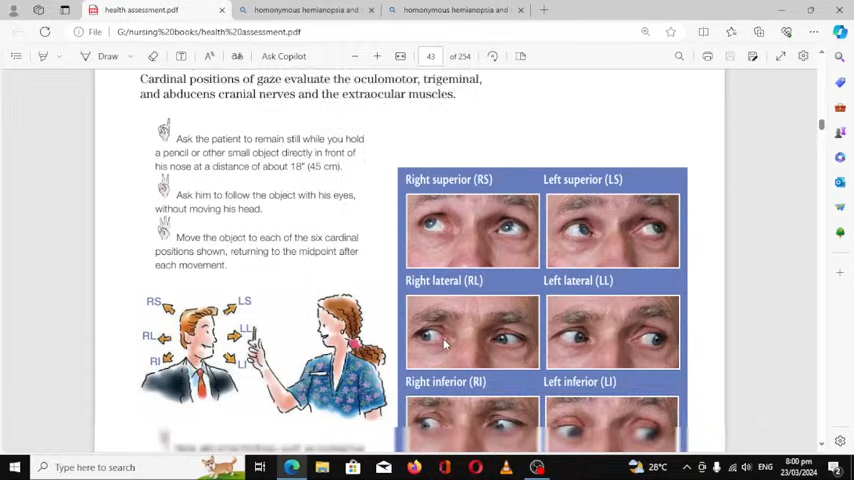 health assessment.pdf
homonymous hemianopsia and
homonymous hemianopsia and
File
G:/nursing%20books/health%20assessment.pdf
Draw
Ask Copilot
43
of 254
Cardinal positions of gaze evaluate the oculomotor, trigeminal,
and abducens cranial nerves and the extraocular muscles.
Ask the patient to remain still while you hold
a pencil or other small object directly in front of
his nose at a distance of about 18" (45 cm).
Ask him to follow the object with his eyes,
without moving his head.
Move the object to each of the six cardinal
positions shown, returning to the midpoint after
each movement.
RS
LS
RL
LL
RI
LI
Right superior (RS)
Left superior (LS)
Right lateral (RL)
Left lateral (LL)
Right inferior (RI)
Left inferior (LI)
Type here to search
28°C
ENG
8:00 pm
23/03/2024
2